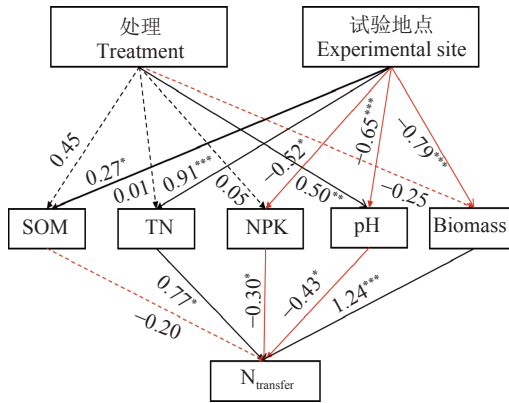 处理
Treatment
试验地点
Experimental site
0.45
0.27*
0.01
0.91***
0.05
−0.52*
0.50**
−0.65***
−0.25
−0.79***
SOM
TN
NPK
pH
Biomass
−0.20
0.77*
−0.30*
−0.43*
1.24***
Ntransfer